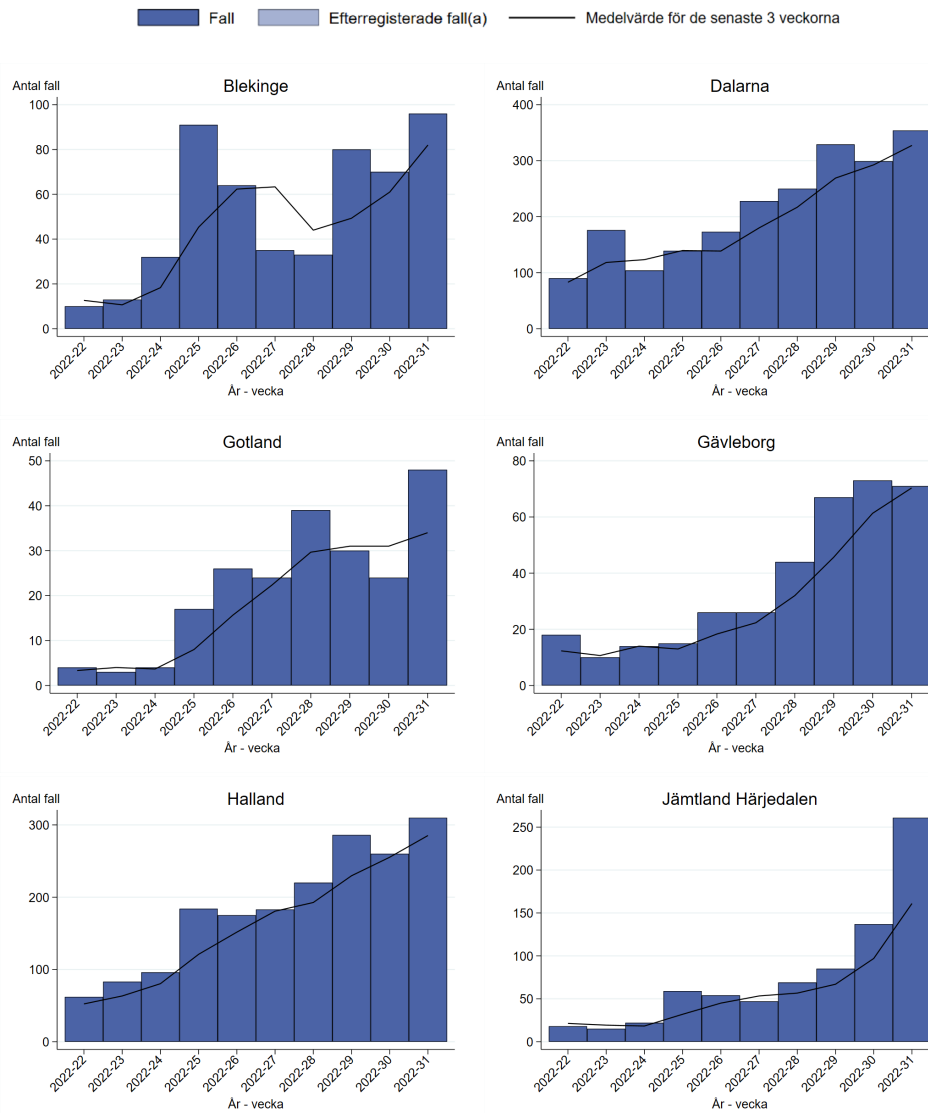 Fall Efterregisterade fall(a) Medelvärde för de senaste 3 veckorna
Antal fall
Blekinge
100
80
60
40
20
0
2022-22 2022-23 2022-24 2022-25 2022-26 2022-27 2022-28 2022-29 2022-30 2022-31
År - vecka
Antal fall
Dalarna
400
300
200
100
0
2022-22 2022-23 2022-24 2022-25 2022-26 2022-27 2022-28 2022-29 2022-30 2022-31
År - vecka
Antal fall
Gotland
50
40
30
20
10
0
2022-22 2022-23 2022-24 2022-25 2022-26 2022-27 2022-28 2022-29 2022-30 2022-31
År - vecka
Antal fall
Gävleborg
80
60
40
20
0
2022-22 2022-23 2022-24 2022-25 2022-26 2022-27 2022-28 2022-29 2022-30 2022-31
År - vecka
Antal fall
Halland
300
200
100
0
2022-22 2022-23 2022-24 2022-25 2022-26 2022-27 2022-28 2022-29 2022-30 2022-31
År - vecka
Antal fall
Jämtland Härjedalen
250
150
100
50
0
2022-22 2022-23 2022-24 2022-25 2022-26 2022-27 2022-28 2022-29 2022-30 2022-31
År - vecka